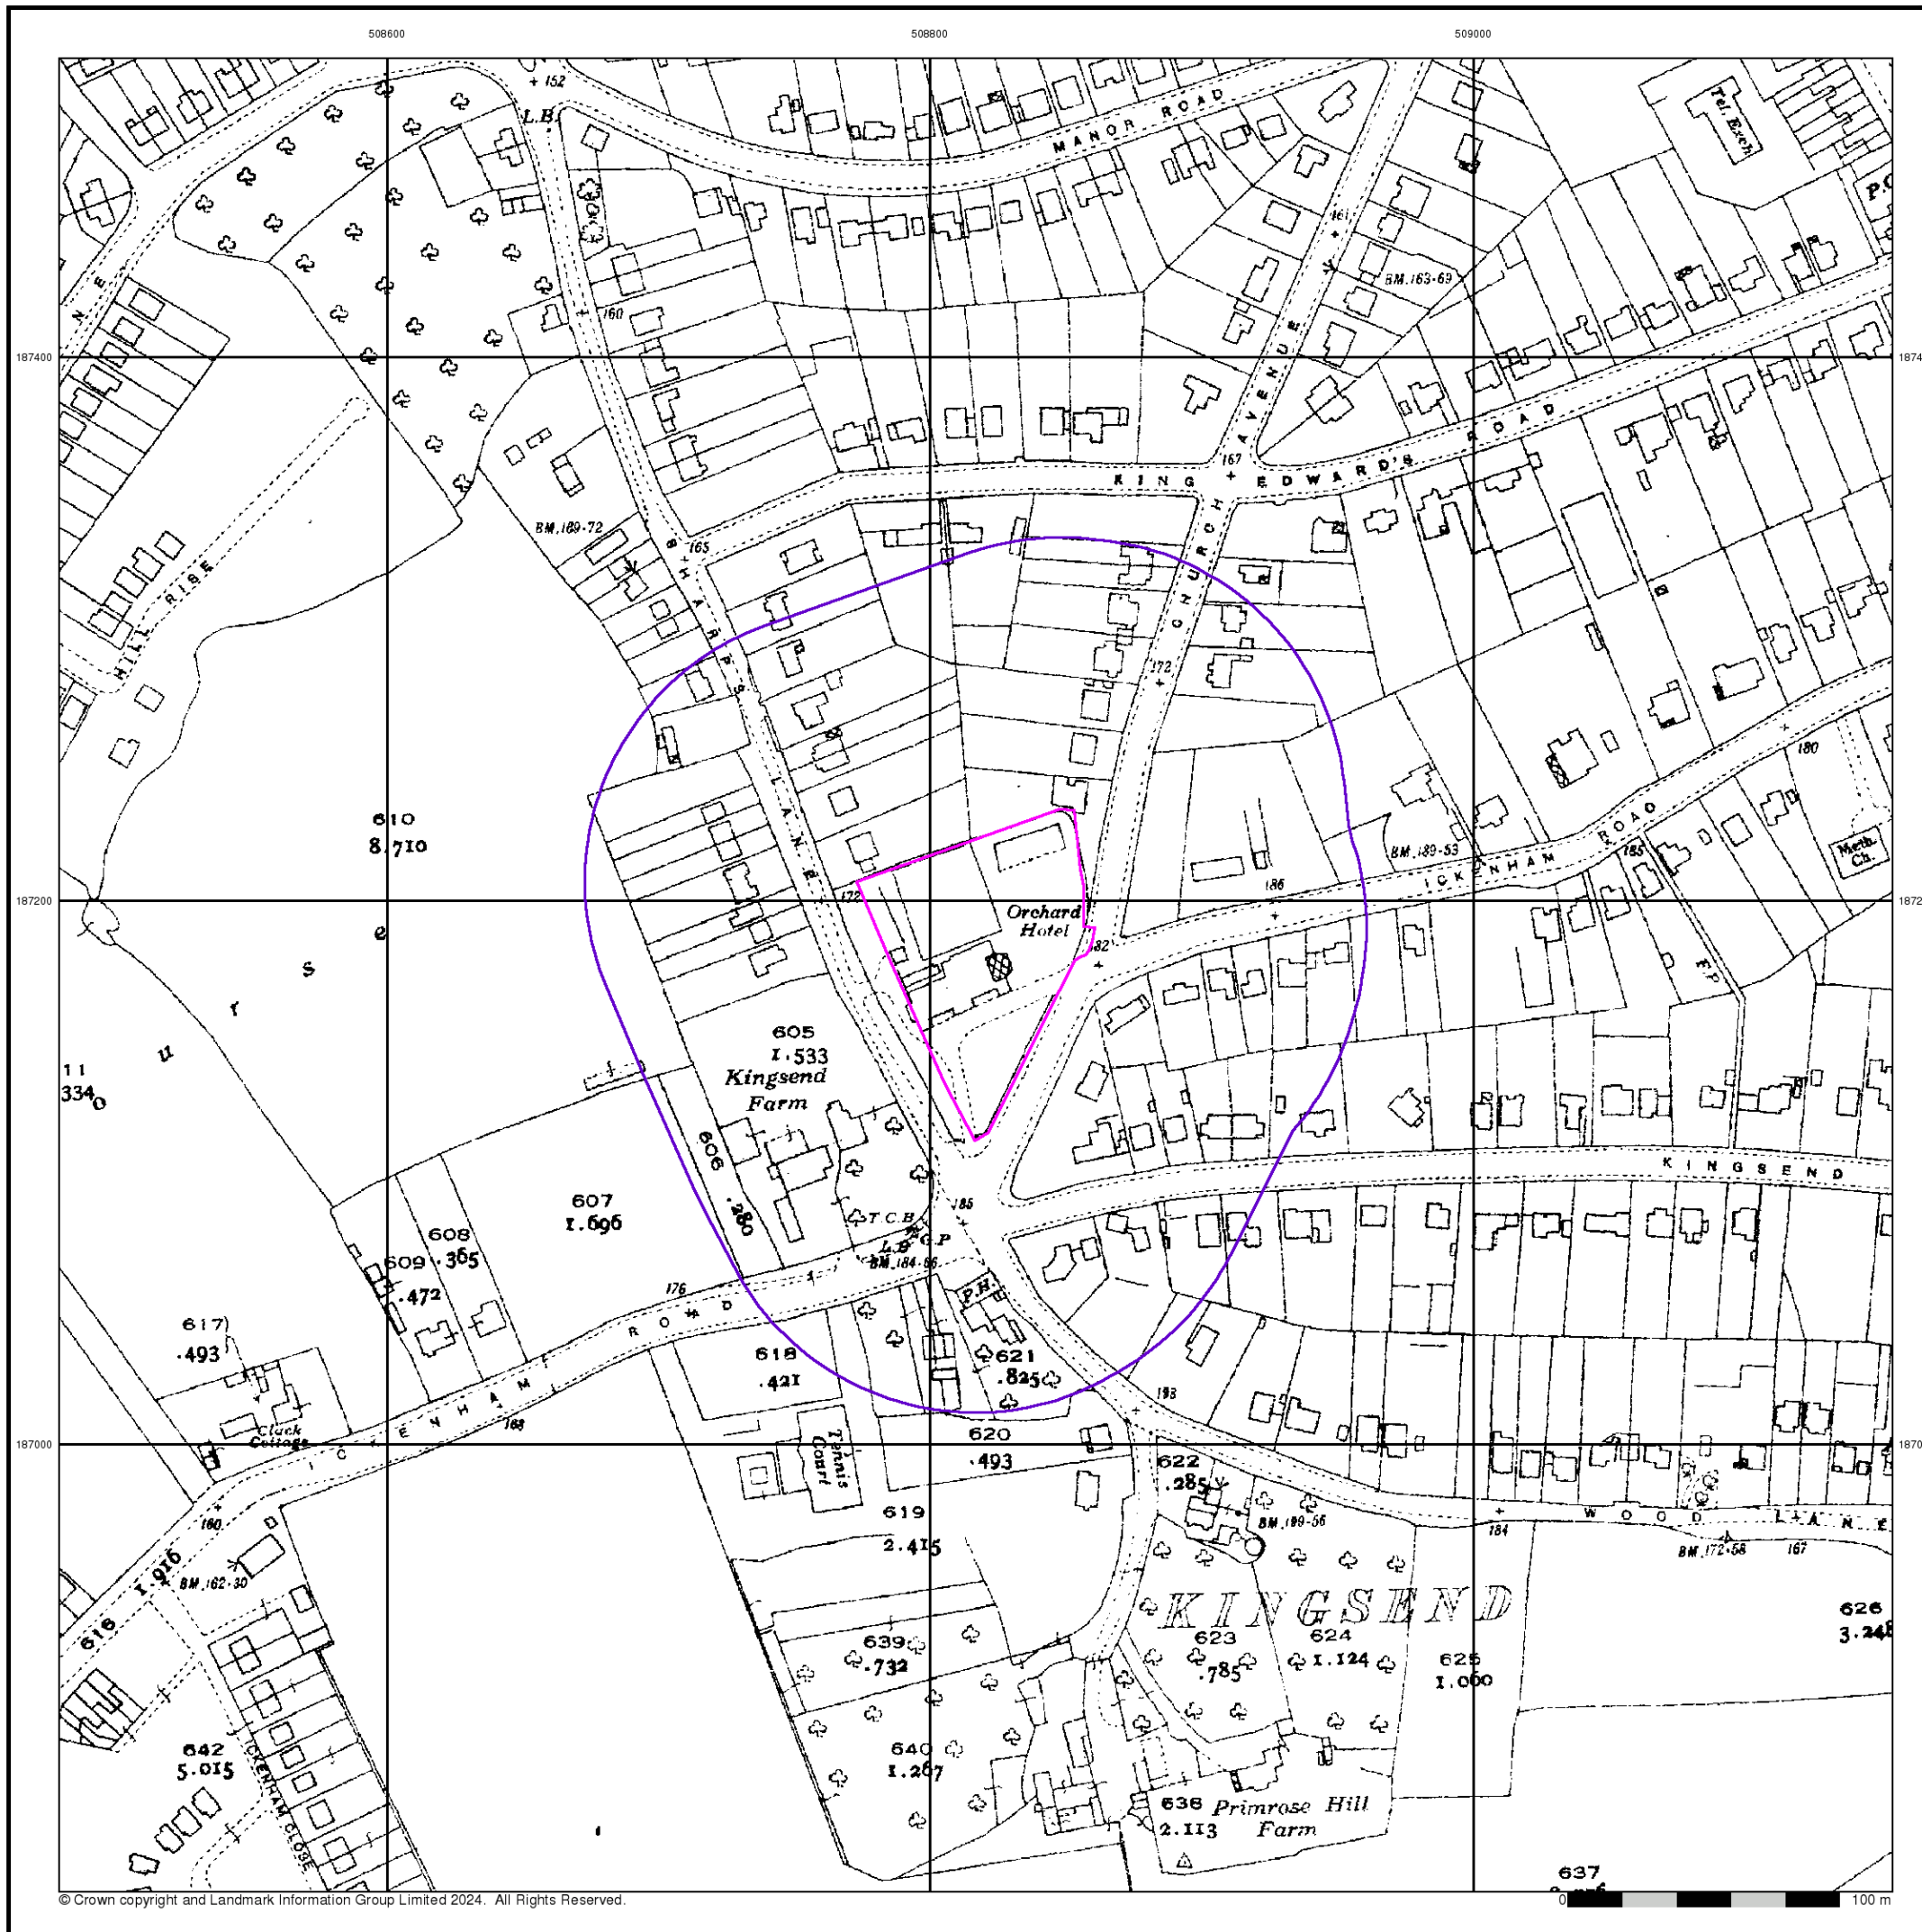 508600
508800
509000
152
L.B.
MANOR ROAD
Tel. Exch.
161
BM.163·69
160
187400
AVENUE
KING EDWARD'S ROAD
167
BM.169·72
165
SHARPS LANE
CHURCH
172
HILL RISE
180
610
8.710
BM.189·53
ICKENHAM ROAD
185
Meth.
Ch.
186
172
187200
Orchard
Hotel
F.P.
605
1.533
Kingsend
Farm
606
.280
KINGSEND
185
607
1.696
T.C.B.
L.B.
G.P
BM.184·66
608
.365
609
.472
176
P.H.
617
.493
ICKENHAM ROAD
618
.421
621
.825
193
168
Clack
Cottage
187000
Tennis
Court
620
.493
622
.285
160
619
2.415
BM.199·56
184
WOOD LANE
BM.172·58
167
1.916
616
BM.162·30
KINGSEND
639
.732
623
.785
624
1.124
625
1.060
626
642
5.015
ICKENHAM CLOSE
640
1.267
636
2.113
Primrose Hill
Farm
637
© Crown copyright and Landmark Information Group Limited 2024. All Rights Reserved.
0
100 m